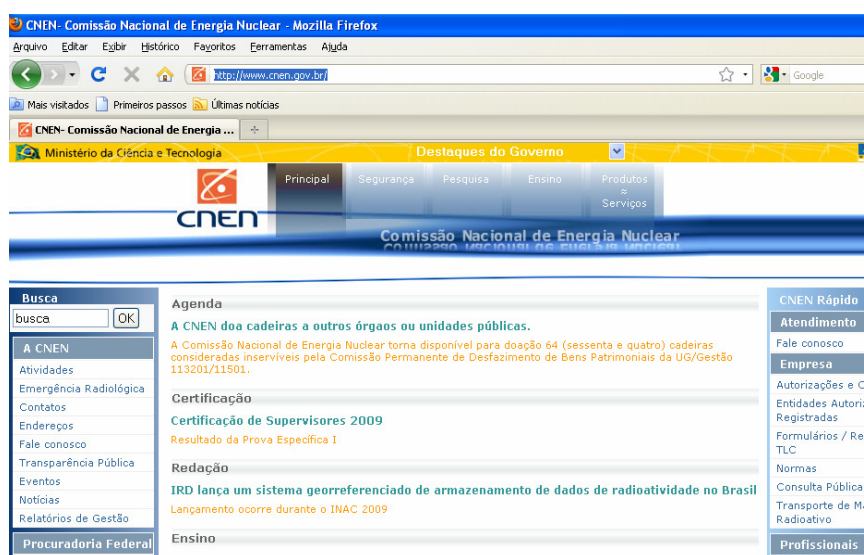 CNEN- Comissão Nacional de Energia Nuclear - Mozilla Firefox
Arquivo Editar Exibir Histórico Favoritos Ferramentas Ajuda
http://www.cnen.gov.br/
Google
Mais visitados Primeiros passos Últimas notícias
CNEN- Comissão Nacional de Energia ...
Ministério da Ciência e Tecnologia
Destaques do Governo
Principal Segurança Pesquisa Ensino Produtos
≈
Serviços
CNEN
Comissão Nacional de Energia Nuclear
Busca
busca OK
A CNEN
Atividades
Emergência Radiológica
Contatos
Endereços
Fale conosco
Transparência Pública
Eventos
Notícias
Relatórios de Gestão
Procuradoria Federal
Agenda
A CNEN doa cadeiras a outros órgaos ou unidades públicas.
A Comissão Nacional de Energia Nuclear torna disponível para doação 64 (sessenta e quatro) cadeiras
consideradas inservíveis pela Comissão Permanente de Desfazimento de Bens Patrimoniais da UG/Gestão
113201/11501.
Certificação
Certificação de Supervisores 2009
Resultado da Prova Específica I
Redação
IRD lança um sistema georreferenciado de armazenamento de dados de radioatividade no Brasil
Lançamento ocorre durante o INAC 2009
Ensino
CNEN Rápido
Atendimento
Fale conosco
Empresa
Autorizações e
Entidades
Registradas
Formulários /
TLC
Normas
Consulta Pública
Transporte de
Radioativo
Profissionais